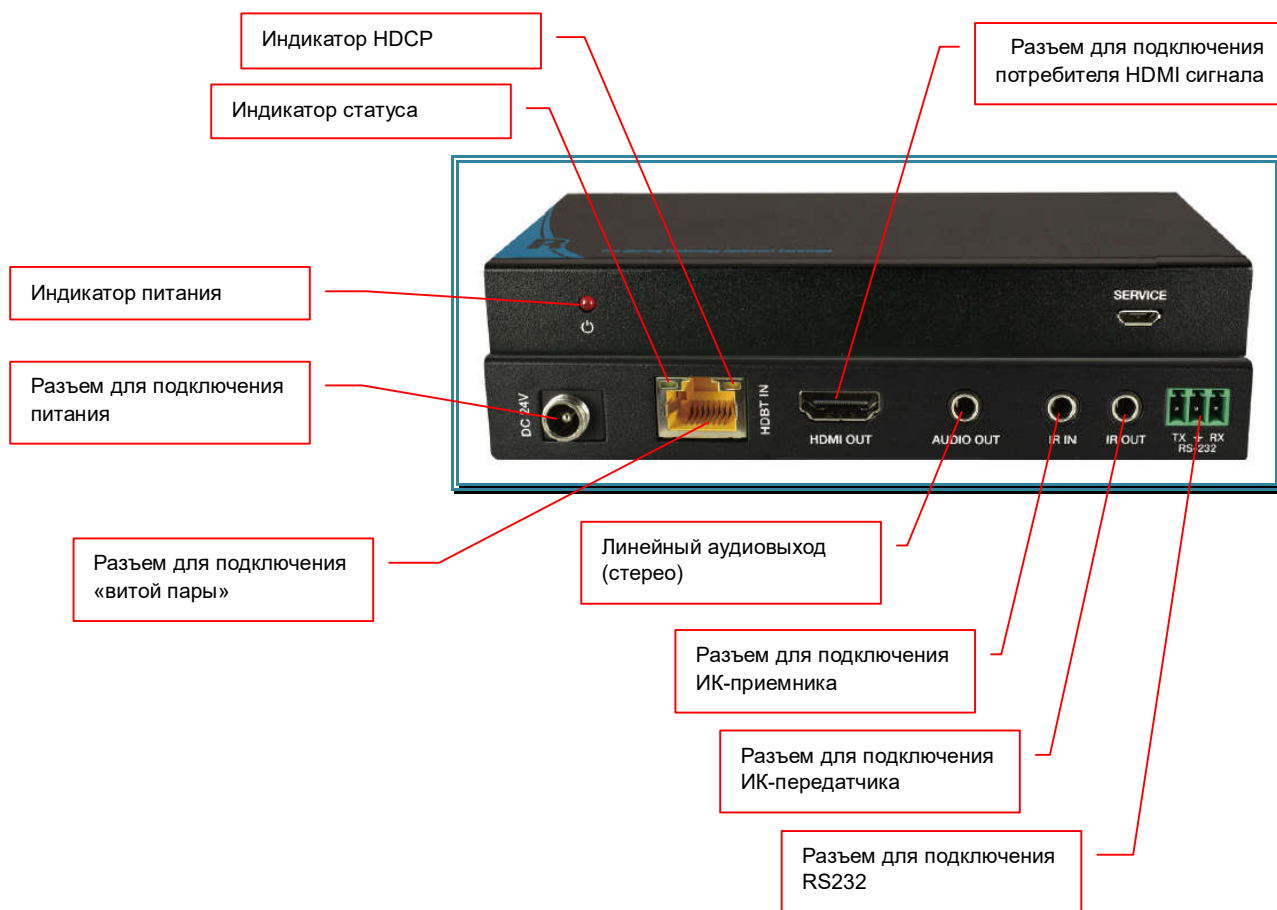 Индикатор HDCP
Разъем для подключения
потребителя HDMI сигнала
Индикатор статуса
Индикатор питания
SERVICE
Разъем для подключения
питания
DC 24V
HDBT IN
HDMI OUT
AUDIO OUT
IR IN
IR OUT
TX RX
RS-232
Разъем для подключения
«витой пары»
Линейный аудиовыход
(стерео)
Разъем для подключения
ИК-приемника
Разъем для подключения
ИК-передатчика
Разъем для подключения
RS232